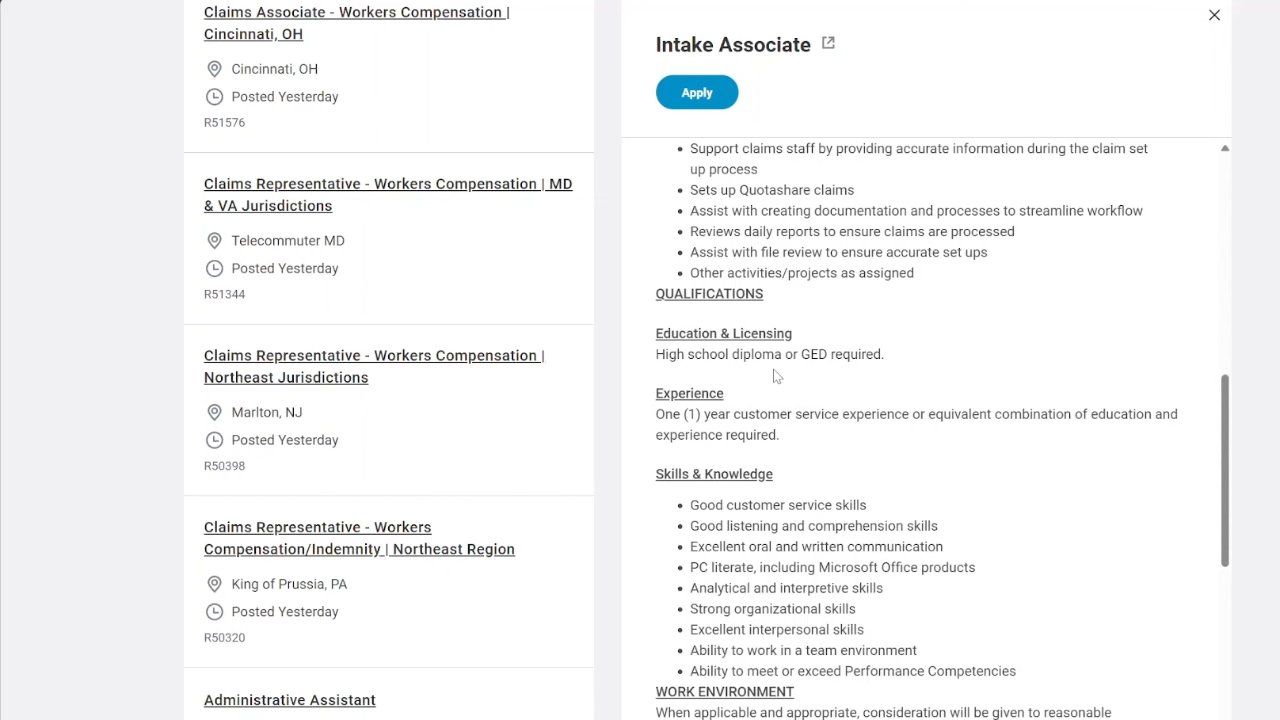 Claims Associate - Workers Compensation |
Cincinnati, OH
Cincinnati, OH
Posted Yesterday
R51576
Claims Representative - Workers Compensation | MD
& VA Jurisdictions
Telecommuter MD
Posted Yesterday
R51344
Claims Representative - Workers Compensation |
Northeast Jurisdictions
Marlton, NJ
Posted Yesterday
R50398
Claims Representative - Workers
Compensation/Indemnity | Northeast Region
King of Prussia, PA
Posted Yesterday
R50320
Administrative Assistant
Intake Associate
Apply
• Support claims staff by providing accurate information during the claim set
up process
• Sets up Quotashare claims
• Assist with creating documentation and processes to streamline workflow
• Reviews daily reports to ensure claims are processed
• Assist with file review to ensure accurate set ups
• Other activities/projects as assigned
QUALIFICATIONS
Education & Licensing
High school diploma or GED required.
Experience
One (1) year customer service experience or equivalent combination of education and
experience required.
Skills & Knowledge
• Good customer service skills
• Good listening and comprehension skills
• Excellent oral and written communication
• PC literate, including Microsoft Office products
• Analytical and interpretive skills
• Strong organizational skills
• Excellent interpersonal skills
• Ability to work in a team environment
• Ability to meet or exceed Performance Competencies
WORK ENVIRONMENT
When applicable and appropriate, consideration will be given to reasonable